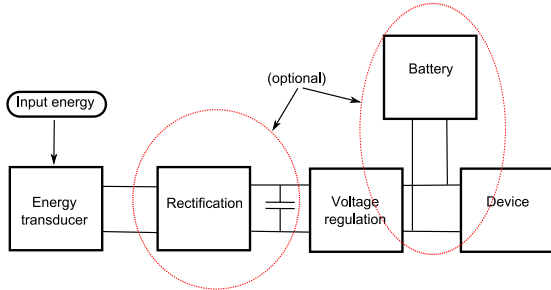 Battery
(optional)
Input energy
Energy
transducer
Rectification
Voltage
regulation
Device